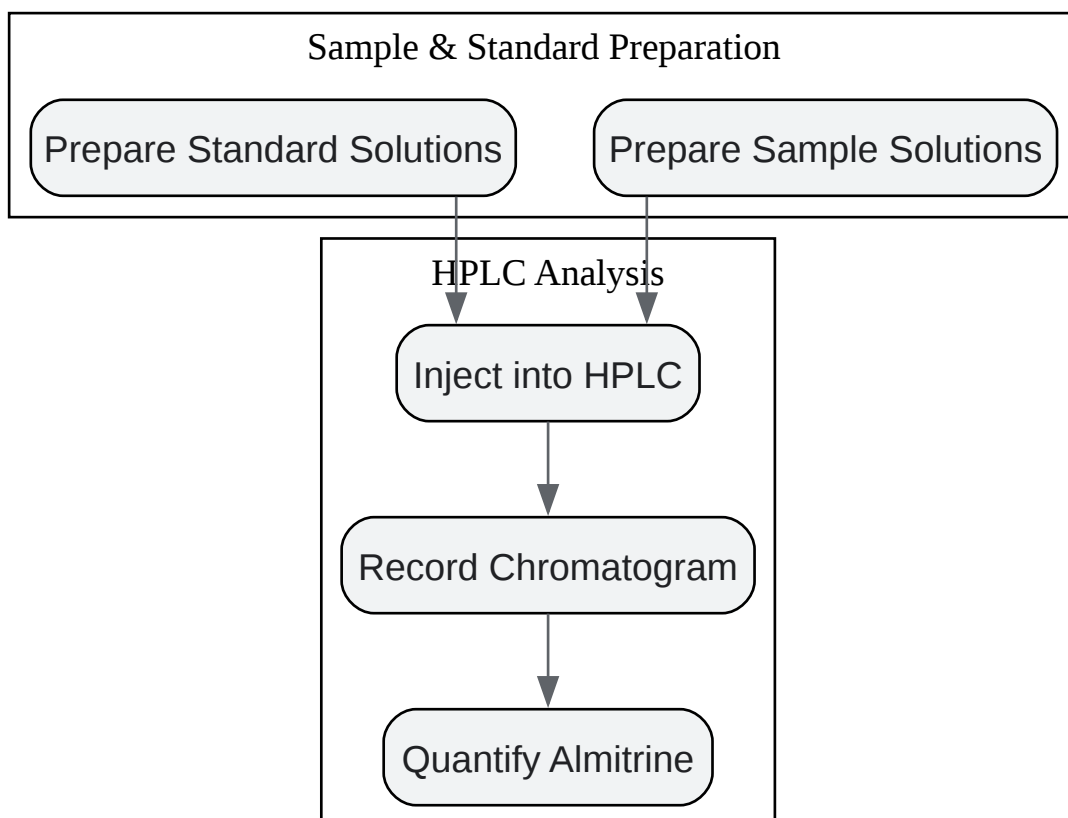 Sample & Standard Preparation
Prepare Standard Solutions
Prepare Sample Solutions
HPLC Analysis
Inject into HPLC
Record Chromatogram
Quantify Almitrine